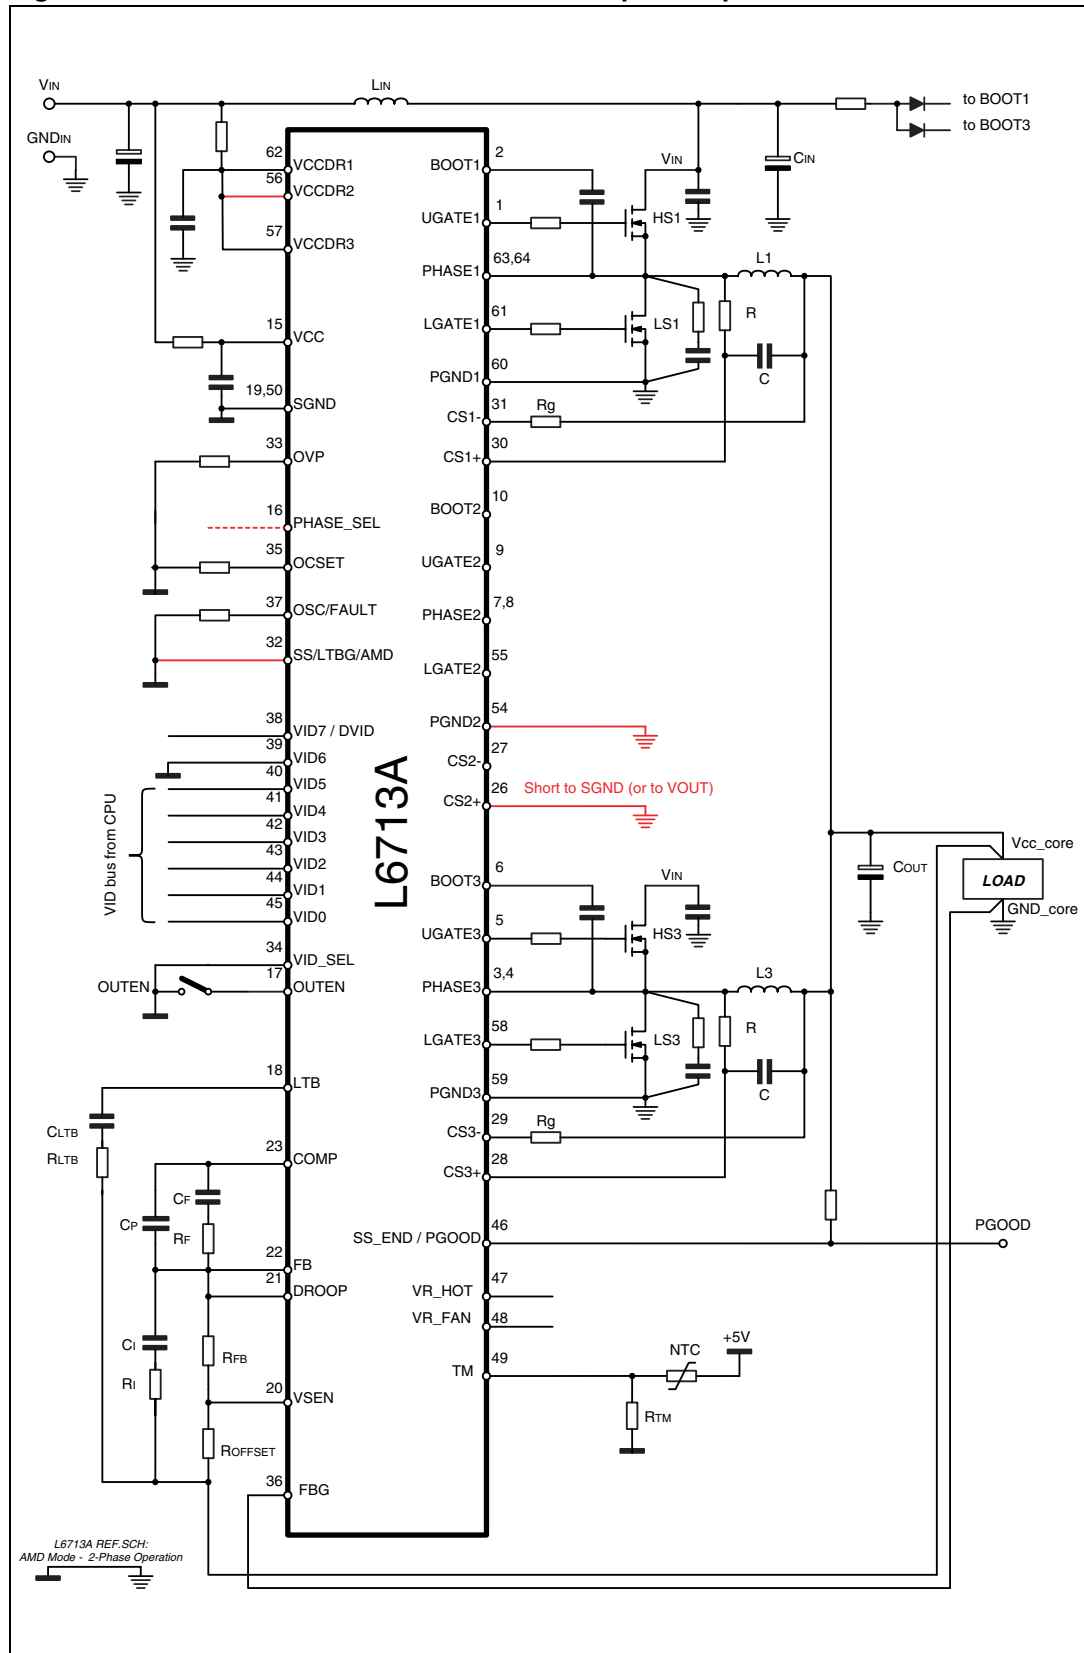 VIN
LIN
to BOOT1
to BOOT3
GNDIN
CIN
62
VCCDR1
56
VCCDR2
57
VCCDR3
15
VCC
19,50
SGND
33
OVP
16
PHASE_SEL
35
OCSET
37
OSC/FAULT
32
SS/LTBG/AMD
38
VID7 / DVID
39
VID6
40
VID5
41
VID4
42
VID3
43
VID2
44
VID1
45
VID0
VID bus from CPU
34
VID_SEL
17
OUTEN
OUTEN
18
LTB
CLTB
RLTB
23
COMP
CF
CP
RF
22
FB
21
DROOP
CI
RFB
RI
20
VSEN
ROFFSET
36
FBG
L6713A
2
BOOT1
VIN
1
UGATE1
HS1
63,64
PHASE1
L1
61
LGATE1
LS1
R
60
PGND1
C
31
CS1-
Rg
30
CS1+
10
BOOT2
9
UGATE2
7,8
PHASE2
55
LGATE2
54
PGND2
27
CS2-
26
CS2+
Short to SGND (or to VOUT)
6
BOOT3
VIN
5
UGATE3
HS3
3,4
PHASE3
L3
58
LGATE3
LS3
R
59
PGND3
C
29
CS3-
Rg
28
CS3+
COUT
Vcc_core
LOAD
GND_core
46
SS_END / PGOOD
PGOOD
47
VR_HOT
48
VR_FAN
49
TM
NTC
+5V
RTM
L6713A REF.SCH:
AMD Mode - 2-Phase Operation